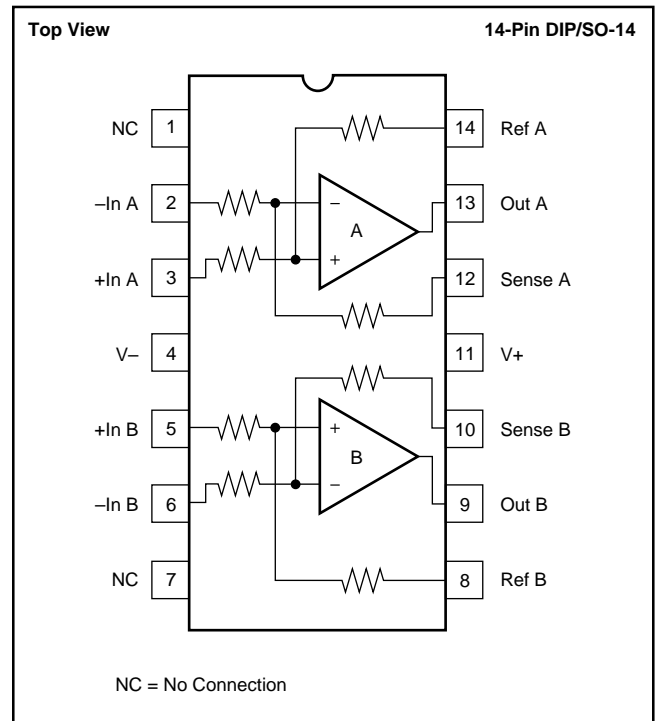 Top View 14-Pin DIP/SO-14
NC 1 14 Ref A
–In A 2 – 13 Out A
A
+In A 3 + 12 Sense A
V– 4 11 V+
+In B 5 + 10 Sense B
B
–In B 6 – 9 Out B
NC 7 8 Ref B
NC = No Connection